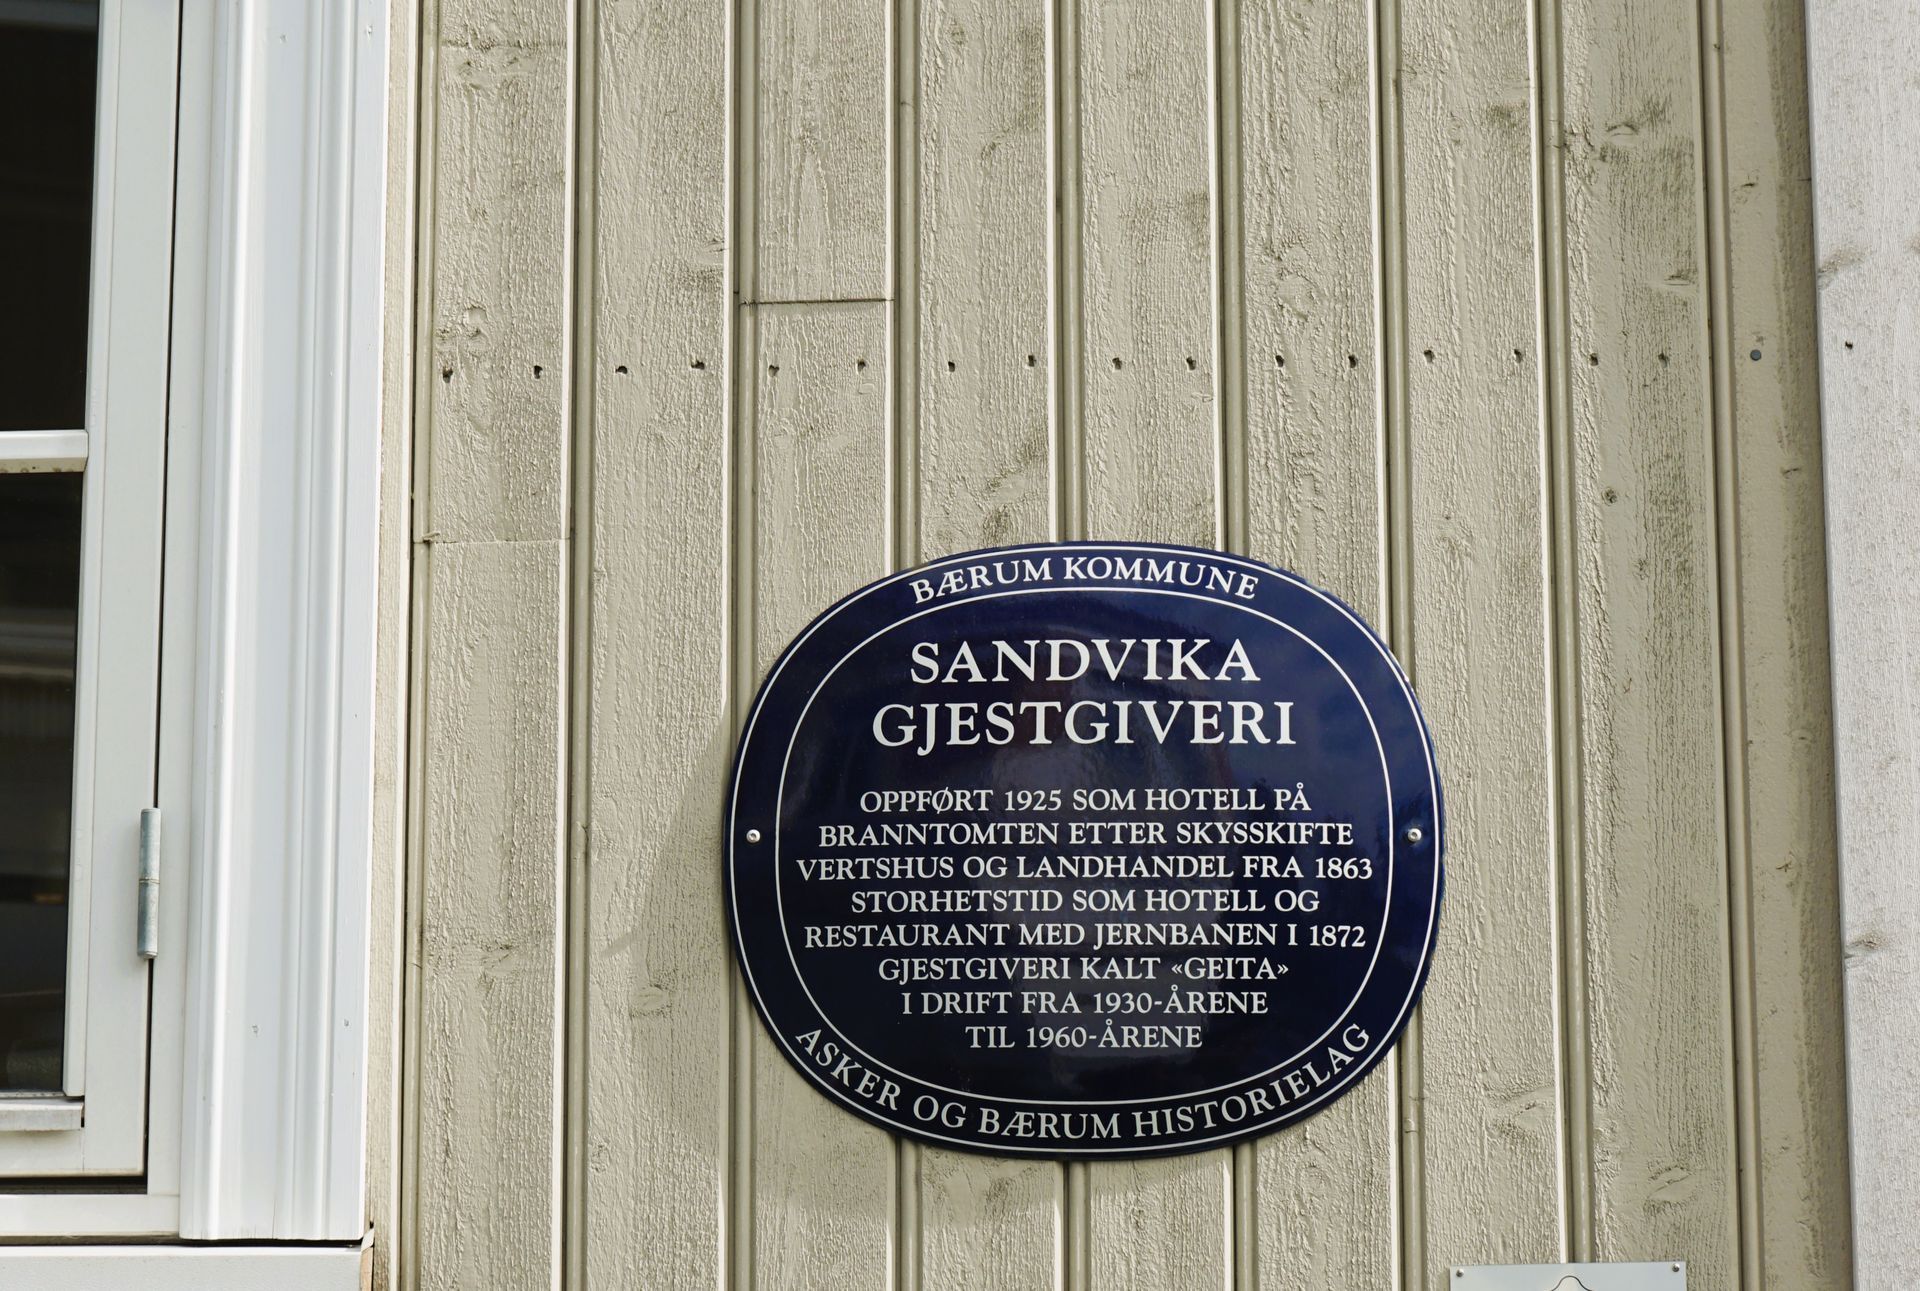 BÆRUM KOMMUNE
SANDVIKA
GJESTGIVERI
OPPFØRT 1925 SOM HOTELL PÅ
BRANNTOMTEN ETTER SKYSSKIFTE
VERTSHUS OG LANDHANDEL FRA 1863
STORHETSTID SOM HOTELL OG
RESTAURANT MED JERNBANEN I 1872
GJESTGIVERI KALT «GEITA»
I DRIFT FRA 1930-ÅRENE
TIL 1960-ÅRENE
ASKER OG BÆRUM HISTORIELAG